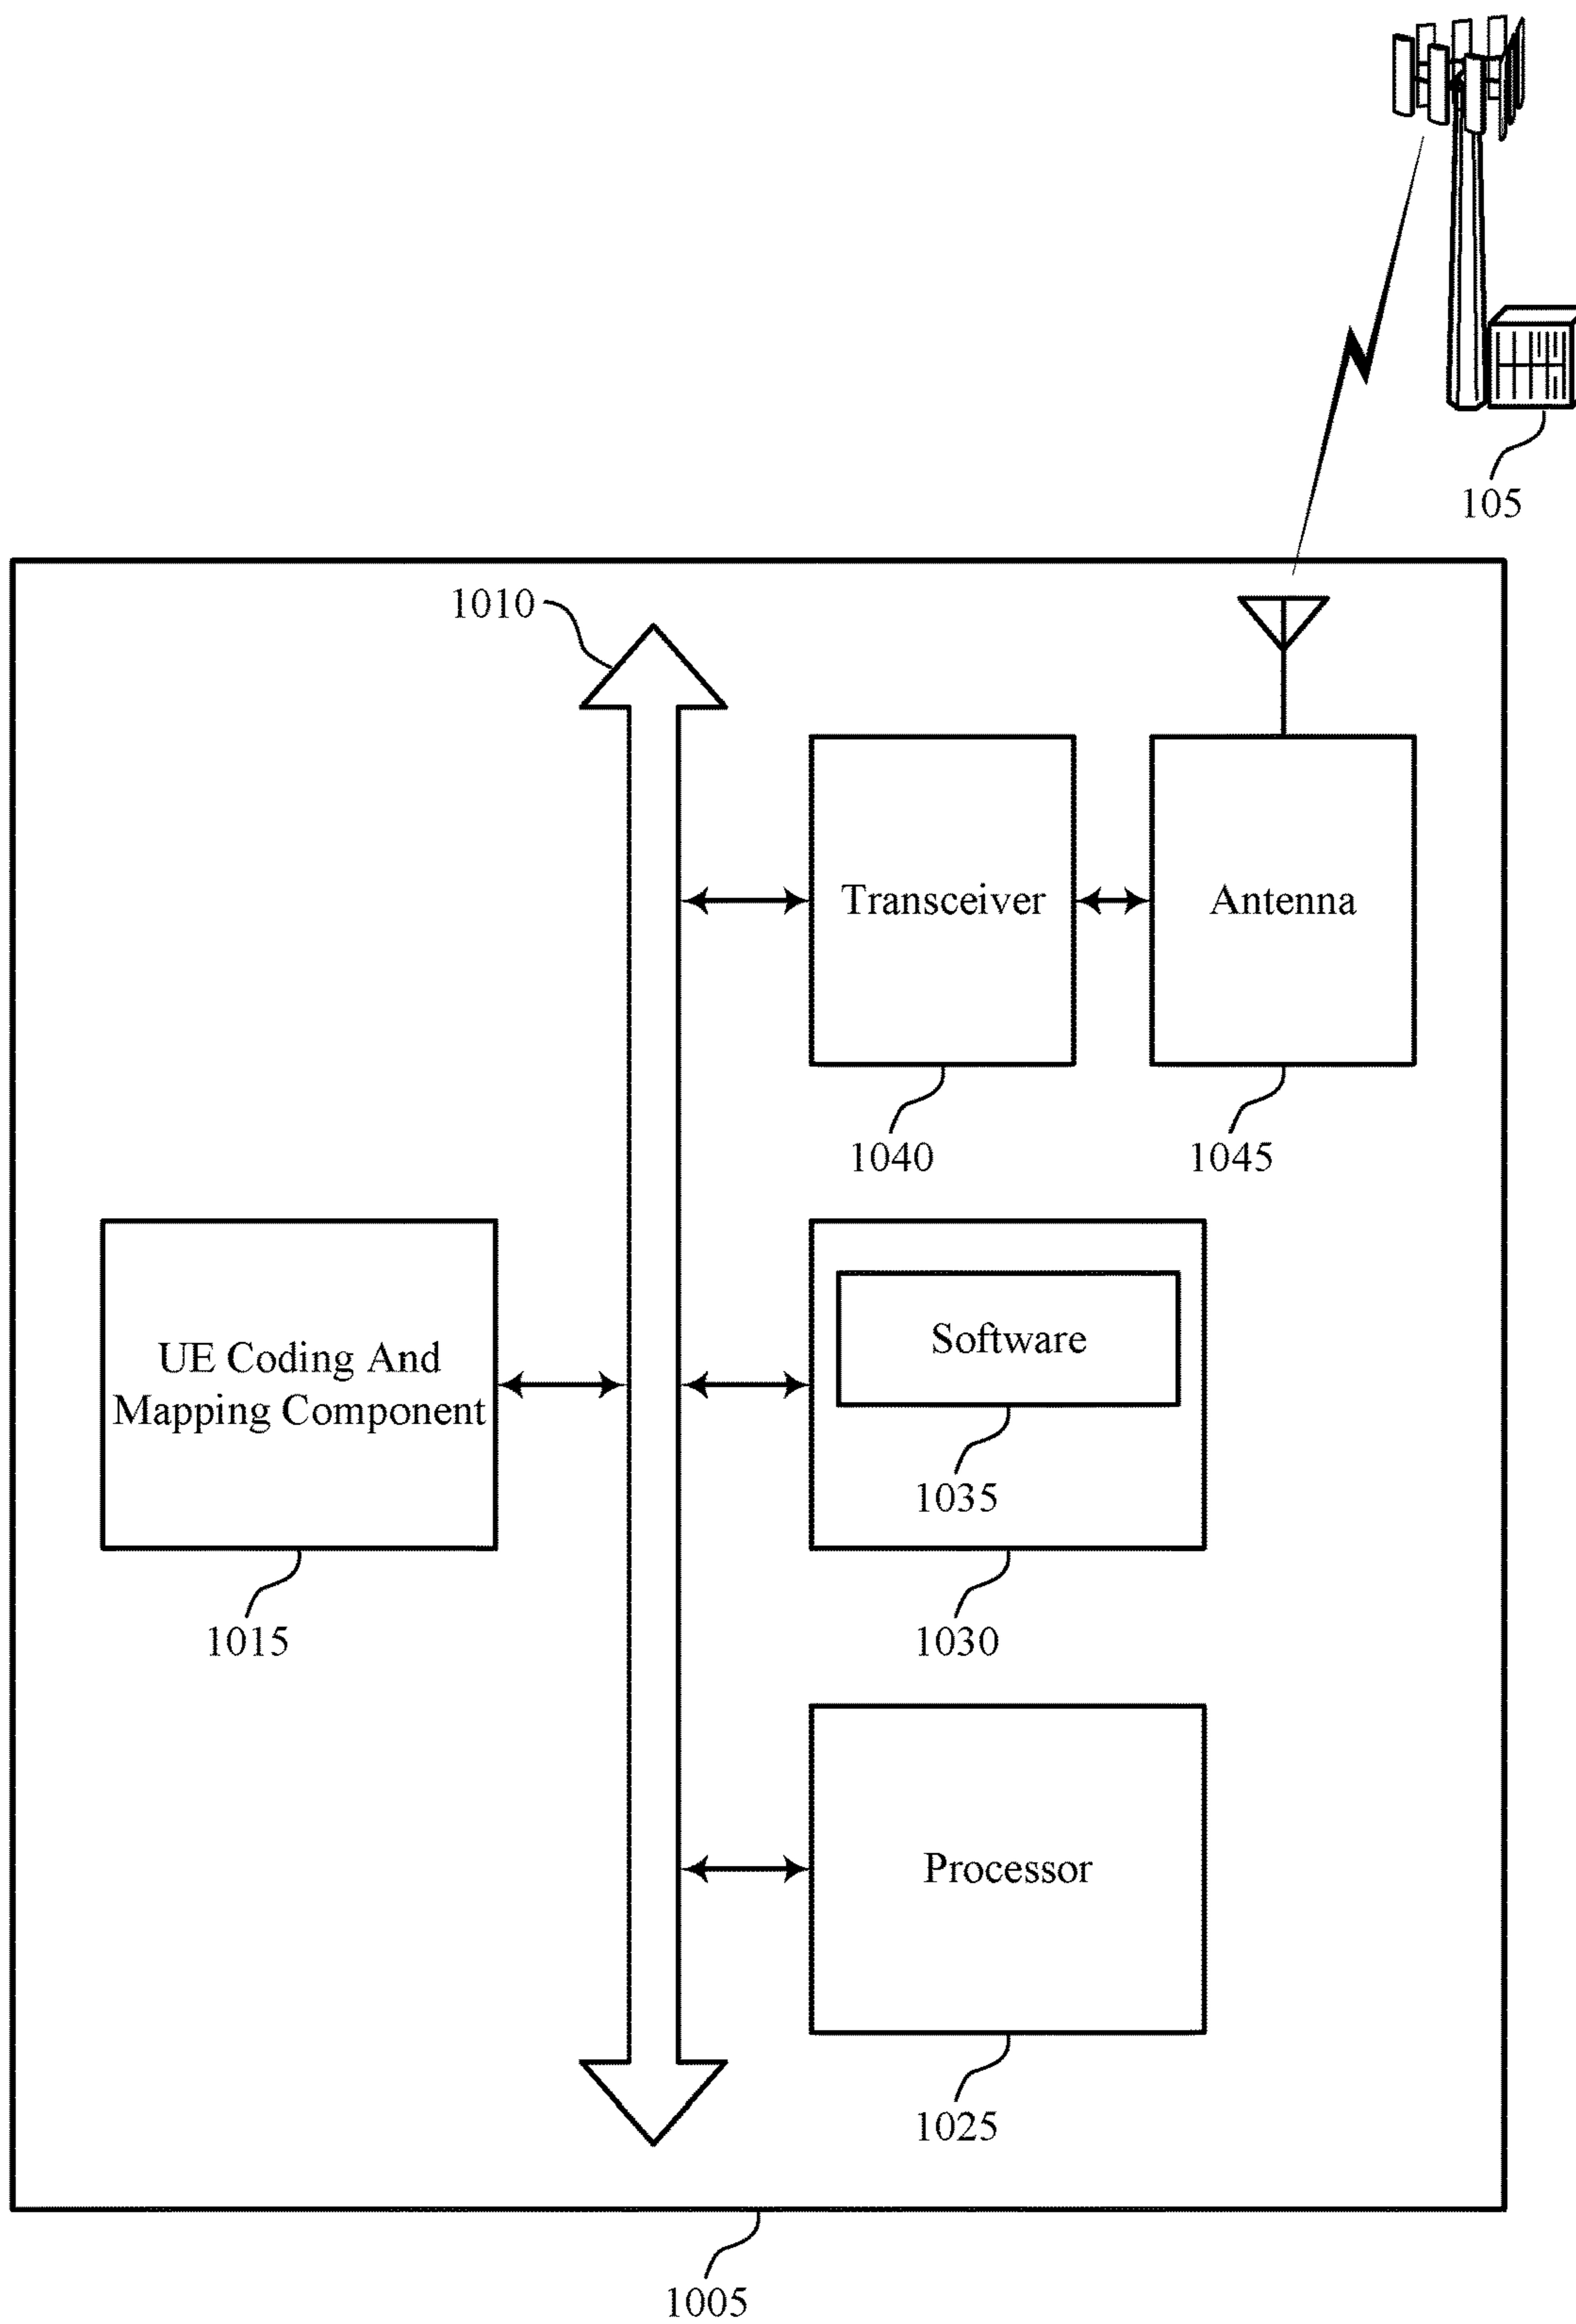 105
1010
Transceiver
Antenna
1040
1045
UE Coding And
Mapping Component
Software
1035
1015
1030
Processor
1025
1005